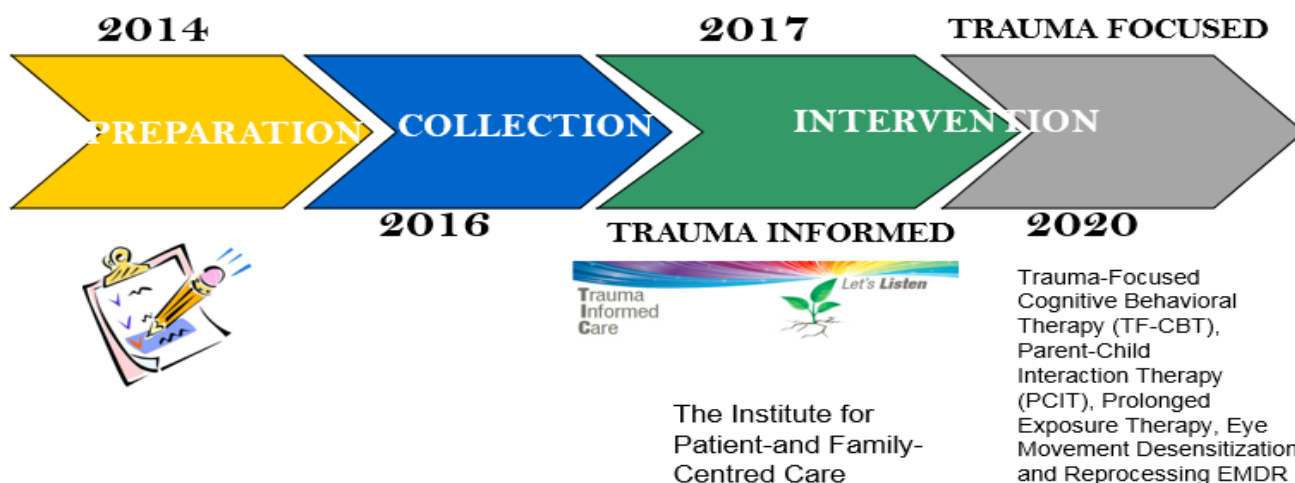 2014
2017
TRAUMA FOCUSED
PREPARATION
COLLECTION
INTERVENTION
2016
TRAUMA INFORMED
2020
Trauma
Informed
Care
Let's Listen
The Institute for
Patient-and Family-
Centred Care
Trauma-Focused
Cognitive Behavioral
Therapy (TF-CBT),
Parent-Child
Interaction Therapy
(PCIT), Prolonged
Exposure Therapy, Eye
Movement Desensitization
and Reprocessing EMDR